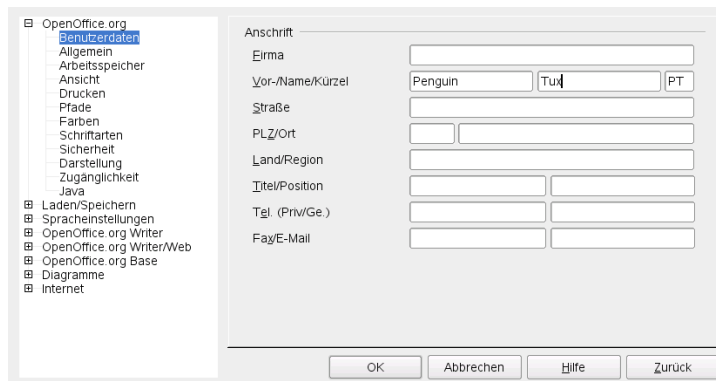 OpenOffice.org
Benutzerdaten
Allgemein
Arbeitsspeicher
Ansicht
Drucken
Pfade
Farben
Schriftarten
Sicherheit
Darstellung
Zugänglichkeit
Java
Laden/Speichern
Spracheinstellungen
OpenOffice.org Writer
OpenOffice.org Writer/Web
OpenOffice.org Base
Diagramme
Internet
Anschrift
Firma
Vor-/Name/Kürzel Penguin Tux PT
Straße
PLZ/Ort
Land/Region
Titel/Position
Tel. (Priv/Ge.)
Fax/E-Mail
OK Abbrechen Hilfe Zurück